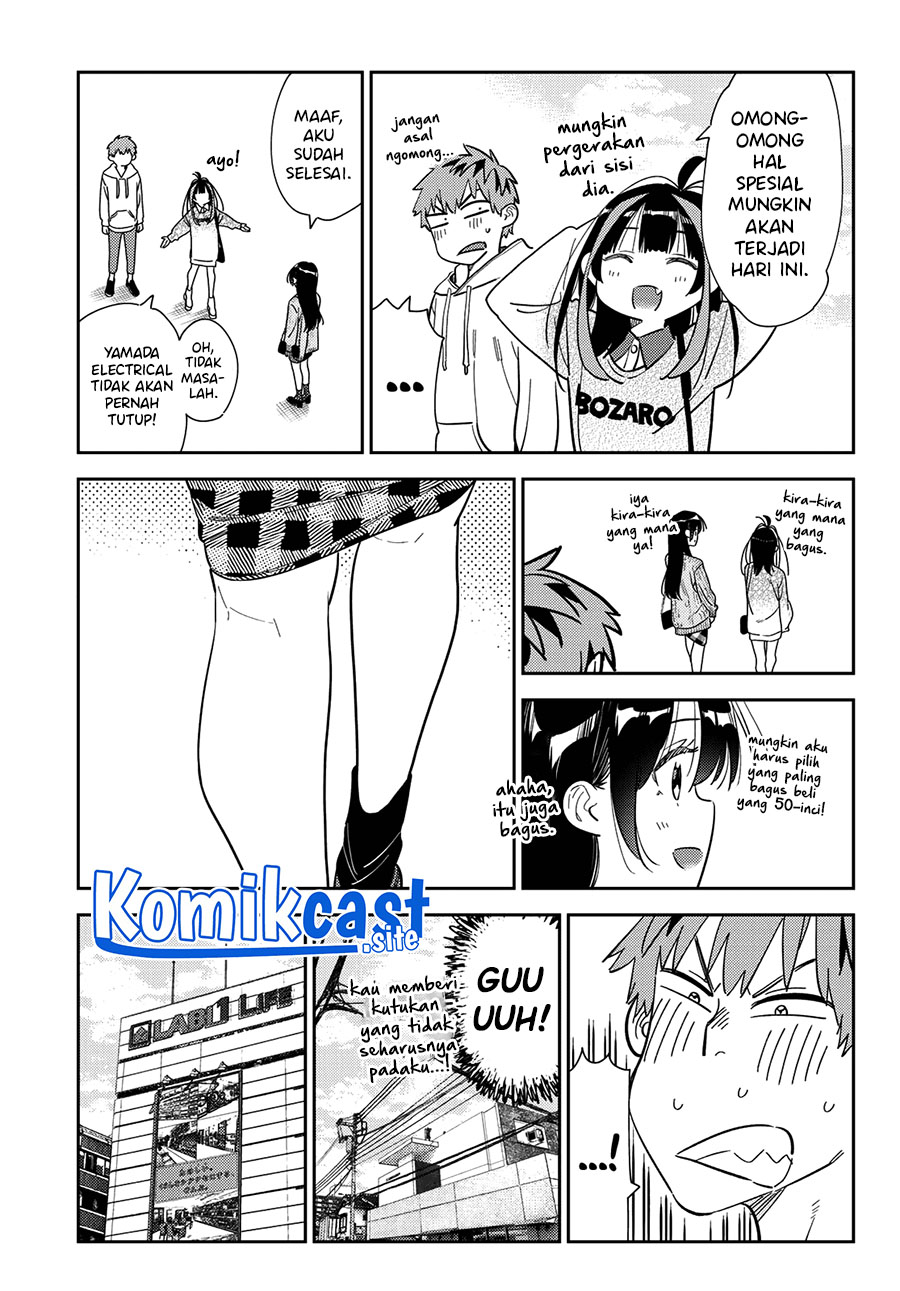 OMONG-
OMONG
HAL
SPESIAL
MUNGKIN
AKAN
TERJADI
HARI INI.
mungkin
pergerakan
dari sisi
dia.
jangan
asal
ngomong...
...
BOZARO
MAAF,
AKU
SUDAH
SELESAI.
ayo!
OH,
TIDAK
MASA-
LAH.
YAMADA
ELECTRICAL
TIDAK AKAN
PERNAH
TUTUP!
kira-kira
yang mana
yang
bagus.
iya
kira-kira
yang mana
ya!
mungkin aku
harus pilih
yang paling
bagus beli
yang 50-inci!
ahaha,
itu juga
bagus.
....!
GUU
UUH!
kau memberi
kutukan
yang tidak
seharusnya
padaku...!
LABI1 LIFE
Komikcast
.site